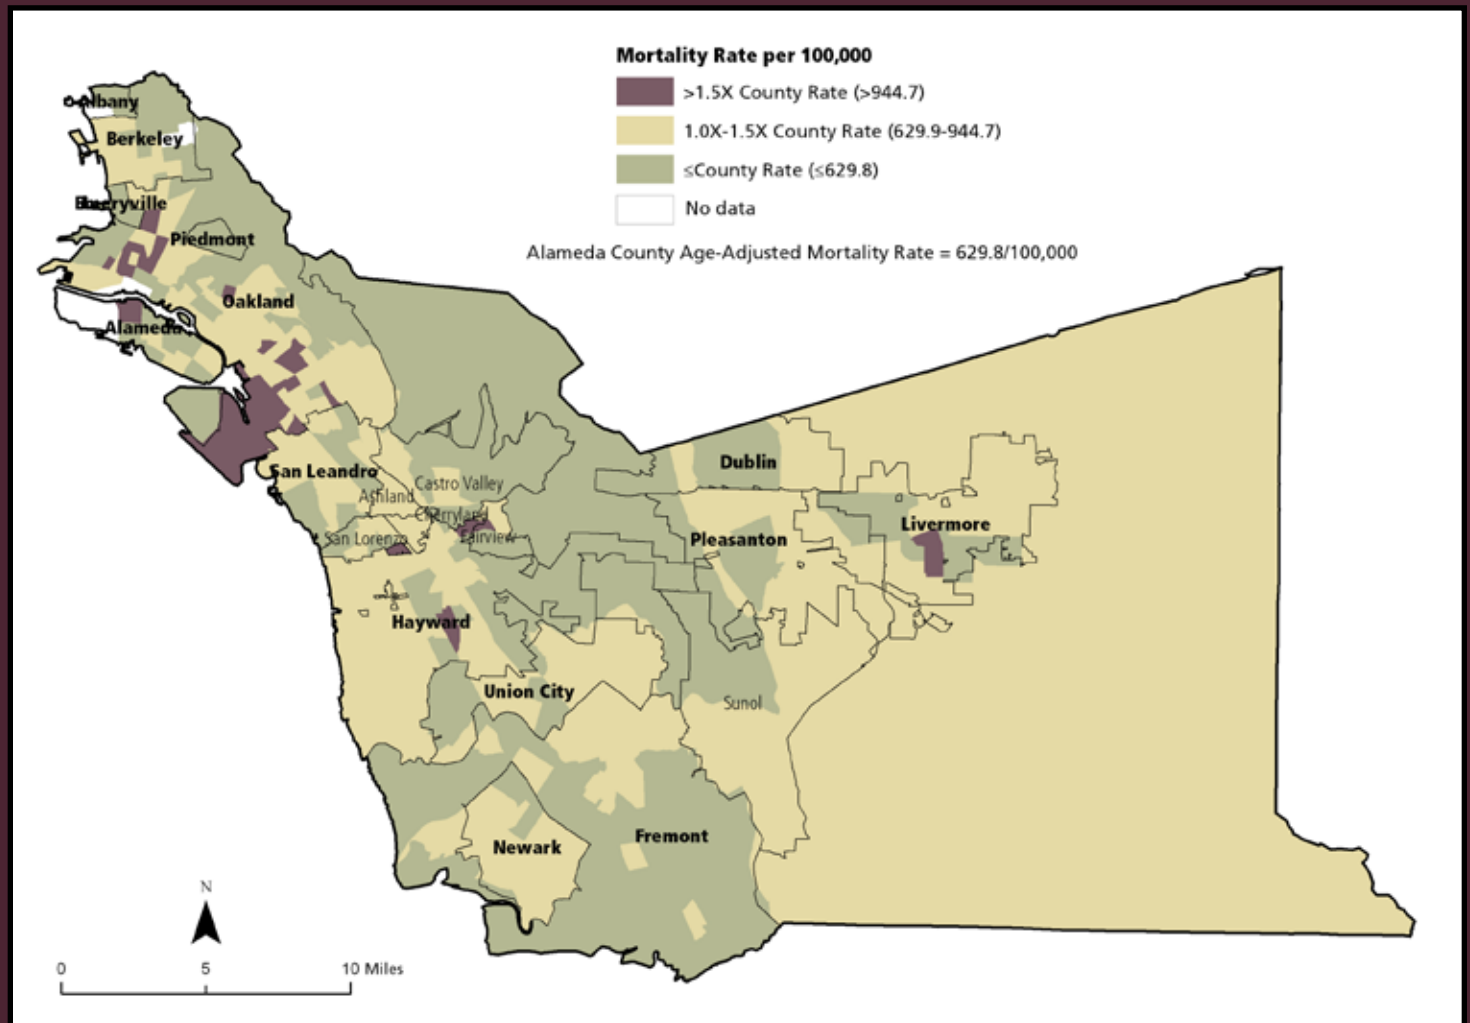 Mortality Rate per 100,000
>1.5X County Rate (>944.7)
1.0X-1.5X County Rate (629.9-944.7)
≤County Rate (≤629.8)
No data
Alameda County Age-Adjusted Mortality Rate = 629.8/100,000
Albany
Berkeley
Emeryville
Piedmont
Oakland
Alameda
San Leandro
Ashland
Castro Valley
Cherryland
San Lorenzo
Fairview
Dublin
Pleasanton
Livermore
Hayward
Union City
Sunol
Fremont
Newark
N
0 5 10 Miles